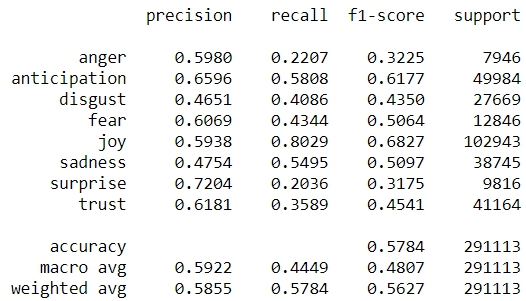 precision recall f1-score support
anger 0.5980 0.2207 0.3225 7946
anticipation 0.6596 0.5808 0.6177 49984
disgust 0.4651 0.4086 0.4350 27669
fear 0.6069 0.4344 0.5064 12846
joy 0.5938 0.8029 0.6827 102943
sadness 0.4754 0.5495 0.5097 38745
surprise 0.7204 0.2036 0.3175 9816
trust 0.6181 0.3589 0.4541 41164
accuracy 0.5784 291113
macro avg 0.5922 0.4449 0.4807 291113
weighted avg 0.5855 0.5784 0.5627 291113